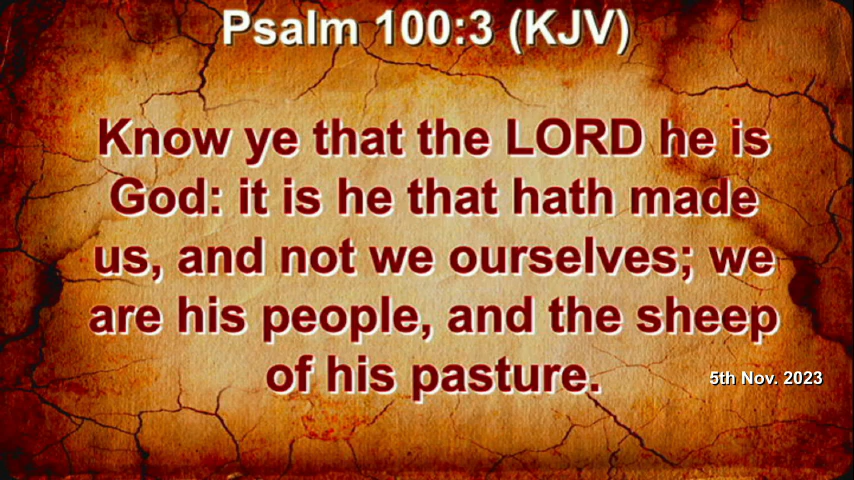 Psalm 100:3 (KJV)
Know ye that the LORD he is
God: it is he that hath made
us, and not we ourselves; we
are his people, and the sheep
of his pasture.
5th Nov. 2023